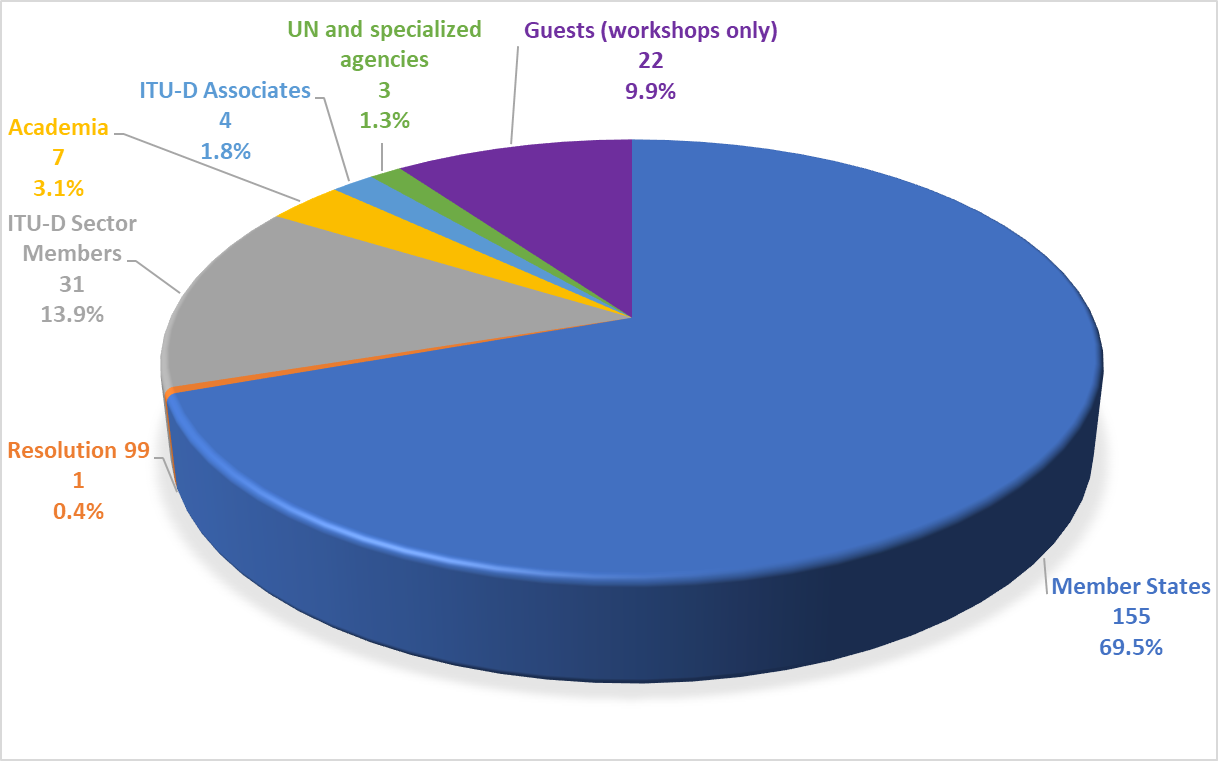 UN and specialized
agencies
3
1.3%
Guests (workshops only)
22
9.9%
ITU-D Associates
4
1.8%
Academia
7
3.1%
ITU-D Sector
Members
31
13.9%
Resolution 99
1
0.4%
Member States
155
69.5%